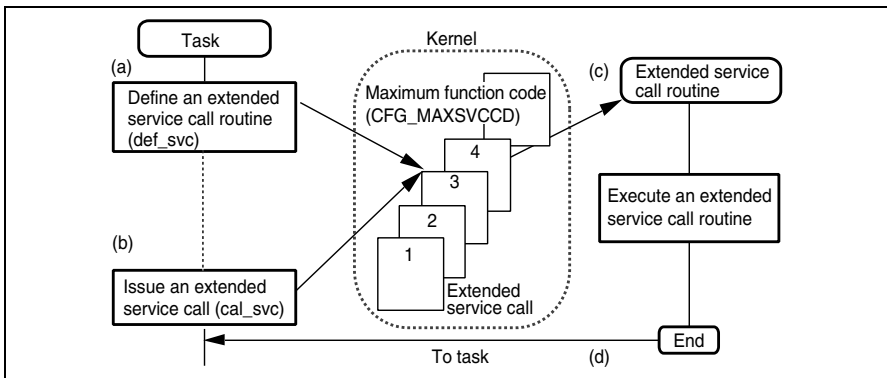 Task
(a)
Define an extended
service call routine
(def_svc)
(b)
Issue an extended
service call (cal_svc)
Kernel
Maximum function code
(CFG_MAXSVCCD)
4
3
2
1
Extended
service call
(c)
Extended service
call routine
Execute an extended
service call routine
End
To task
(d)